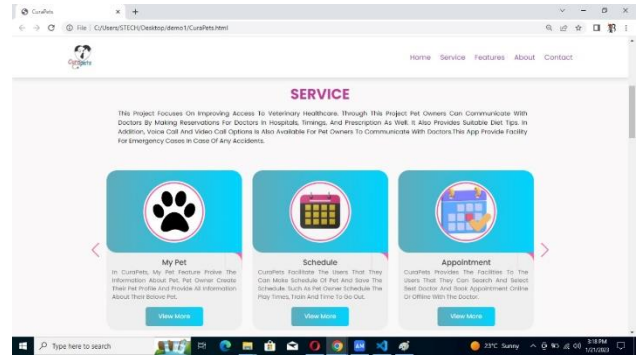 CuraPets
File C:/Users/STECH/Desktop/demo1/CuraPets.html
CuraPets
Home Service Features About Contact
SERVICE
This Project Focuses On Improving Access To Veterinary Healthcare. Through This Project Pet Owners Can Communicate With
Doctors By Making Reservations For Doctors In Hospitals, Timings, And Prescription As Well. It Also Provides Suitable Diet Tips. In
Addition, Voice Call And Video Call Options Is Also Available For Pet Owners To Communicate With Doctors.This App Provide Facility
For Emergency Cases In Case Of Any Accidents.
My Pet
In CuraPets, My Pet Feature Proive The
Information About Pet, Pet Owner Create
Their Pet Profile And Provide All Information
About Their Belove Pet.
View More
Schedule
CuraPets Facilitate The Users That They
Can Make Schedule Of Pet And Save The
Schedule. Such As Pet Owner Schedule The
Play Times, Train And Time To Go Out.
View More
Appointment
CuraPets Provides The Facilities To The
Users That They Can Search And Select
Best Doctor And Book Appointment Online
Or Offline With The Doctor.
View More
Type here to search
23°C Sunny
3:18 PM
1/21/2023